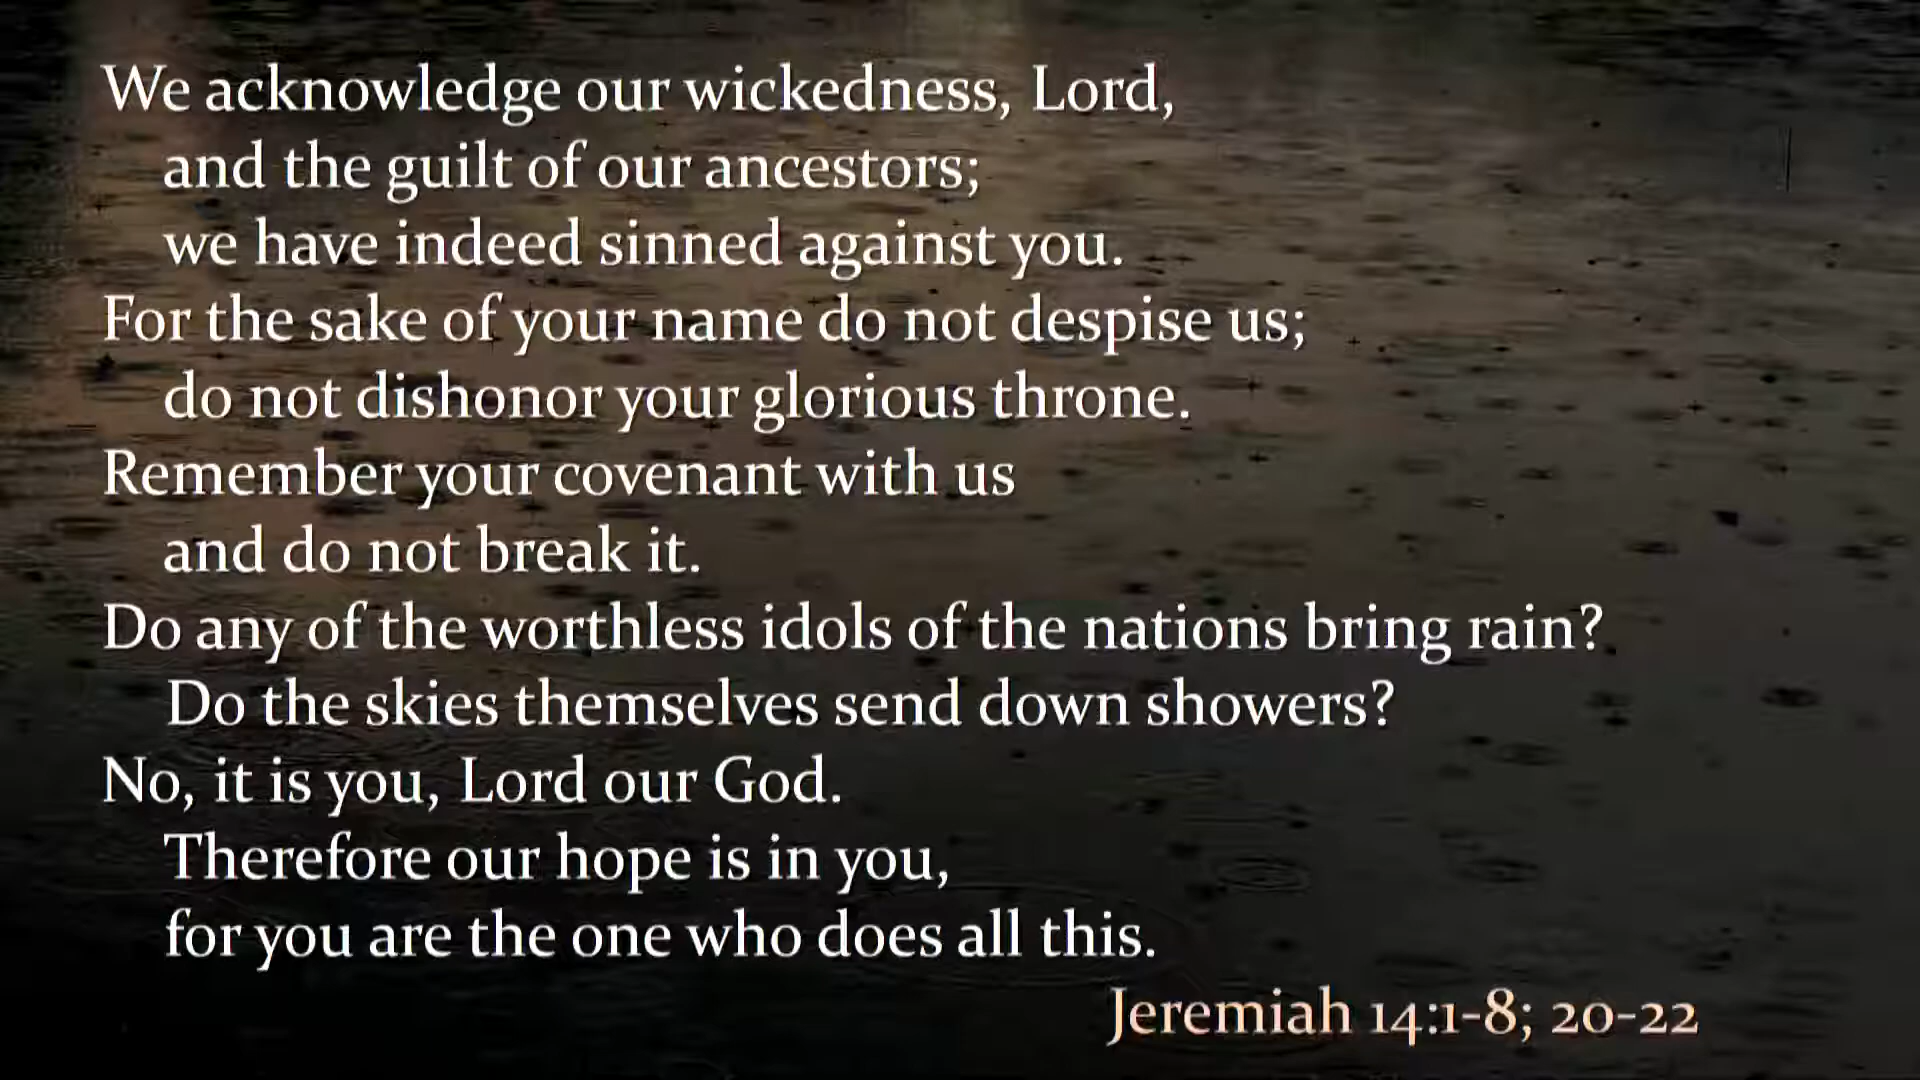 We acknowledge our wickedness, Lord,
and the guilt of our ancestors;
we have indeed sinned against you.
For the sake of your name do not despise us;
do not dishonor your glorious throne.
Remember your covenant with us
and do not break it.
Do any of the worthless idols of the nations bring rain?
Do the skies themselves send down showers?
No, it is you, Lord our God.
Therefore our hope is in you,
for you are the one who does all this.
Jeremiah 14:1-8; 20-22